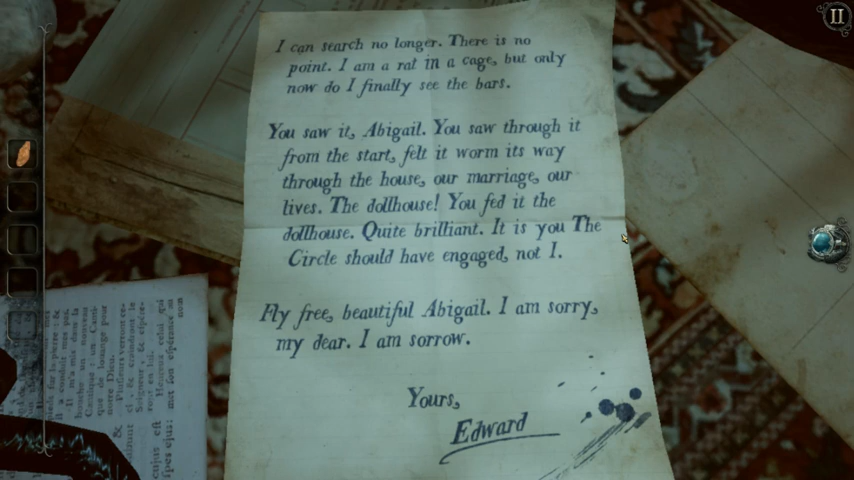 II
I can search no longer. There is no
point. I am a rat in a cage, but only
now do I finally see the bars.
You saw it, Abigail. You saw through it
from the start, felt it worm its way
through the house, our marriage, our
lives. The dollhouse! You fed it the
dollhouse. Quite brilliant. It is you The
Circle should have engaged, not I.
Fly free, beautiful Abigail. I am sorry,
my dear. I am sorrow.
Yours,
Edward